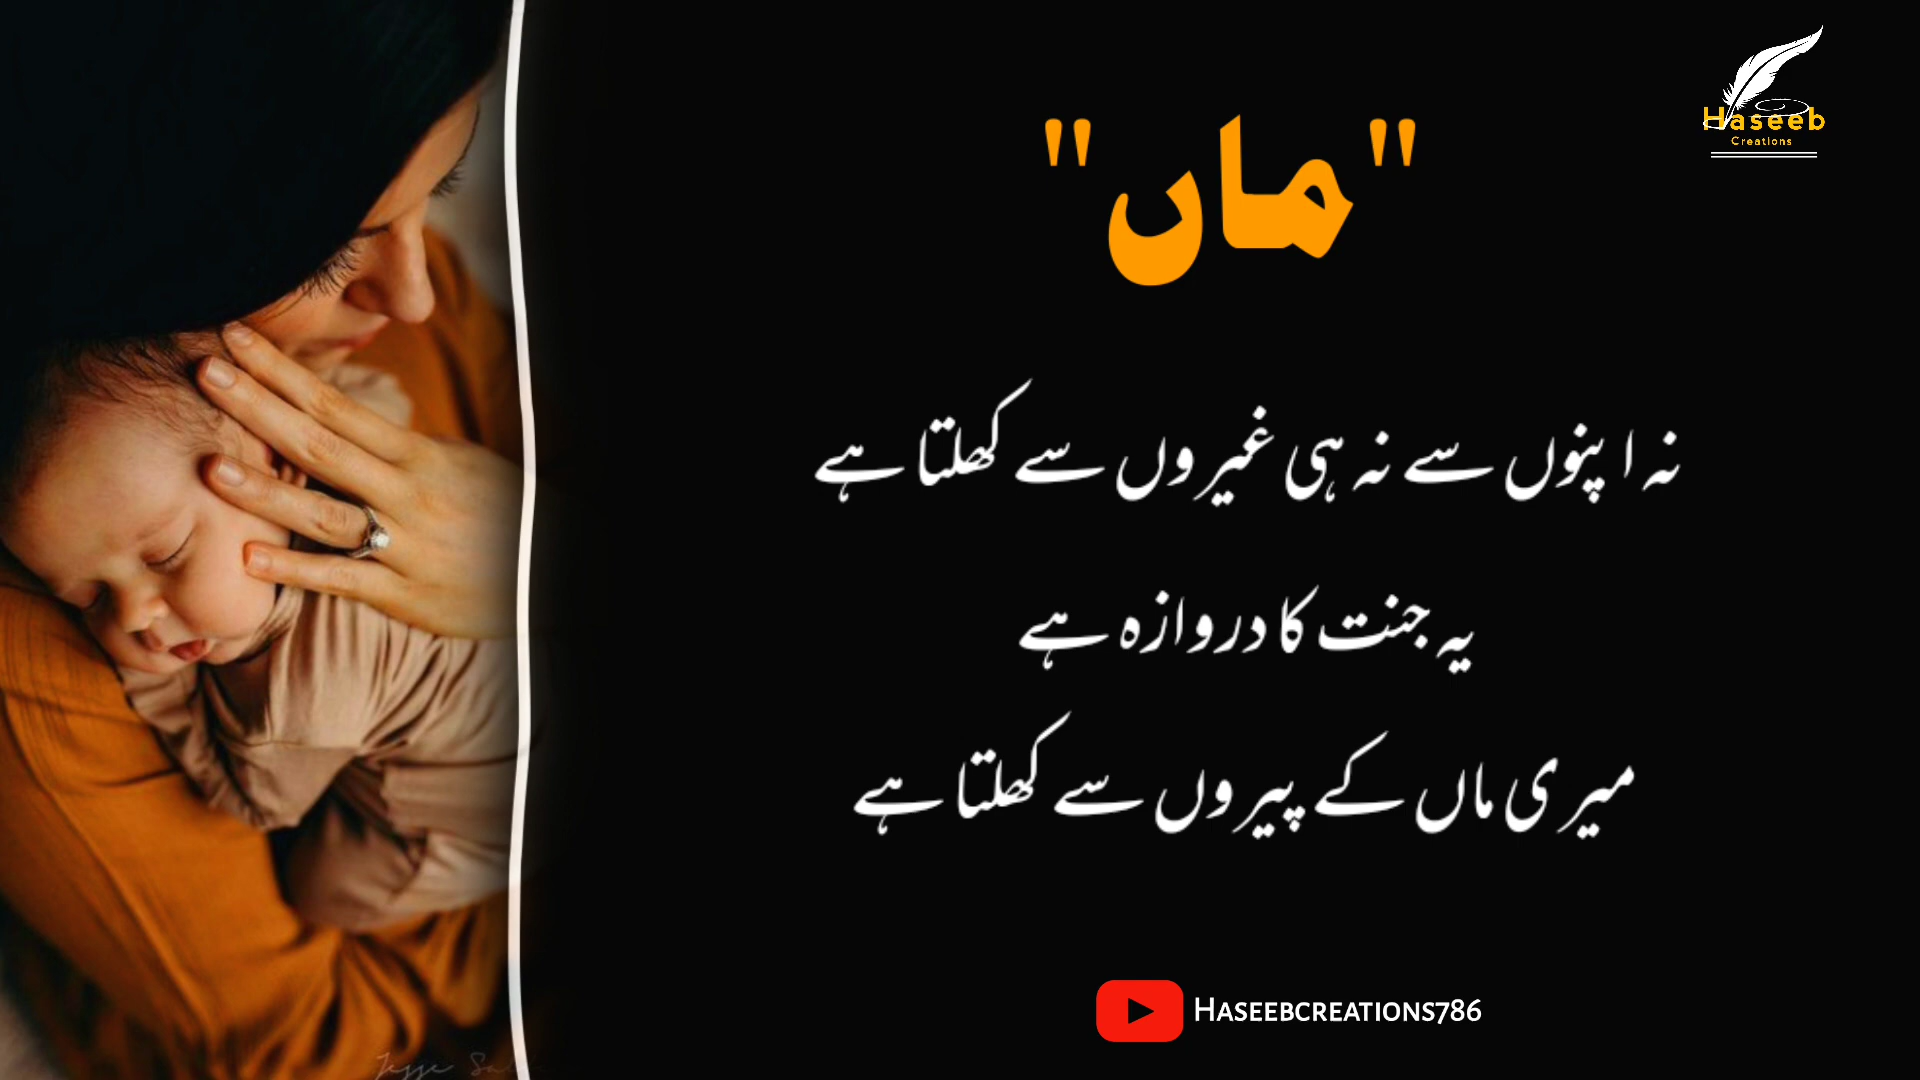 Haseeb
Creations
"ماں"
نہ اپنوں سے نہ ہی غیروں سے کھلتا ہے
یہ جنت کا دروازہ ہے
میری ماں کے پیروں سے کھلتا ہے
Haseebcreations786
Jesse